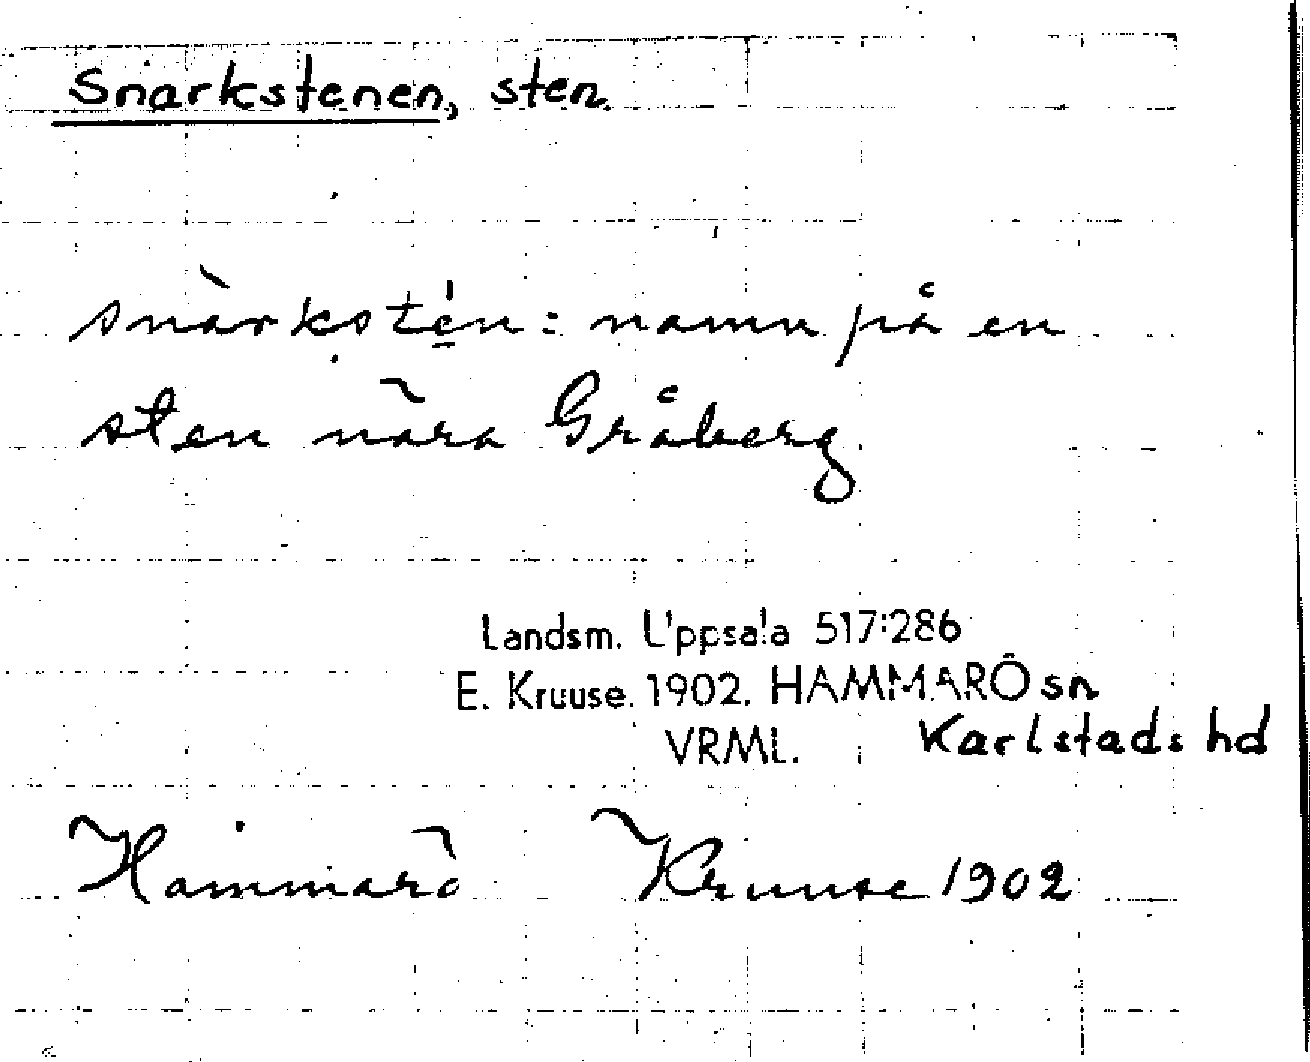 Snarkstenen, sten.
snàrkstén: namn på en
sten nära Gråberg
Landsm. Uppsala 517:286
E. Kruuse. 1902. HAMMARÖ sn
VRML. Karlstads hd
Hammarö Kruuse 1902